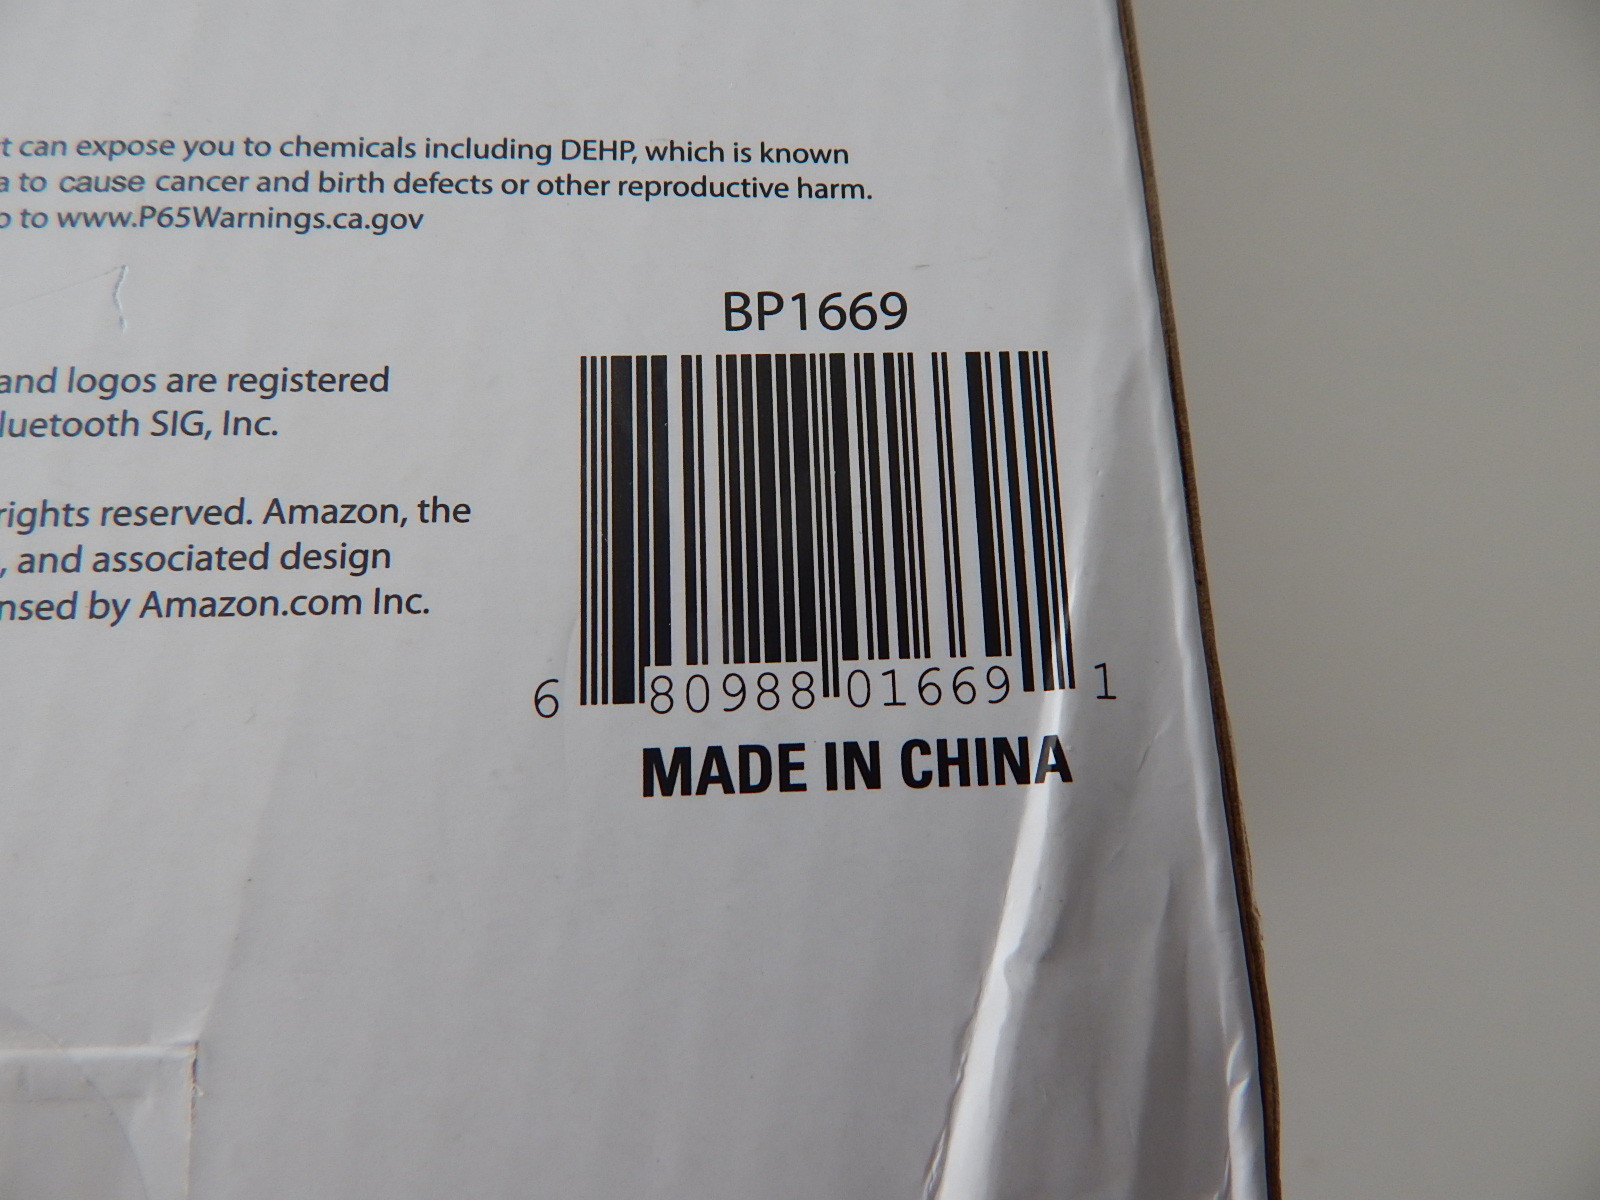 t can expose you to chemicals including DEHP, which is known
a to cause cancer and birth defects or other reproductive harm.
o to www.P65Warnings.ca.gov
BP1669
and logos are registered
luetooth SIG, Inc.
rights reserved. Amazon, the
, and associated design
nsed by Amazon.com Inc.
6 80988 01669 1
MADE IN CHINA